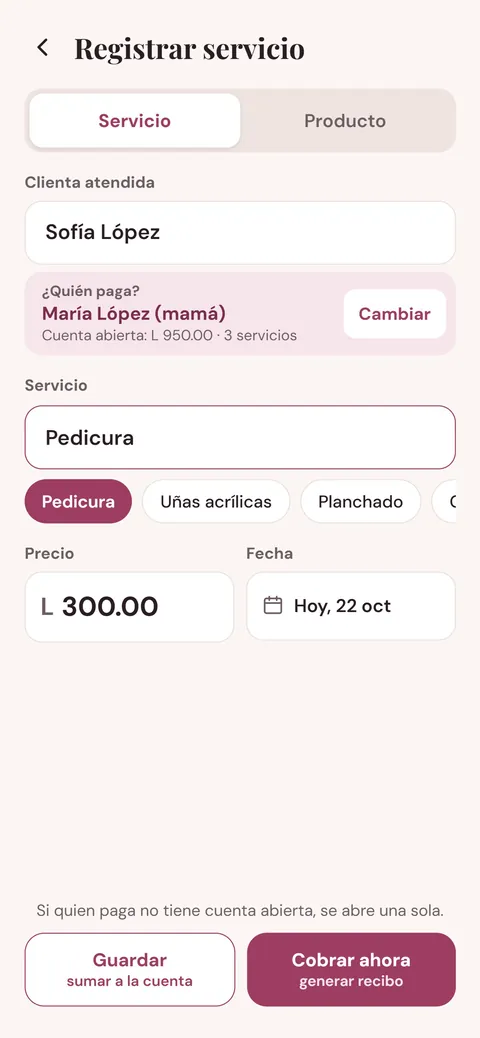 Registrar servicio
Servicio
Producto
Clienta atendida
Sofía López
¿Quién paga?
María López (mamá)
Cuenta abierta: L 950.00 · 3 servicios
Cambiar
Servicio
Pedicura
Pedicura
Uñas acrílicas
Planchado
Precio
Fecha
L 300.00
Hoy, 22 oct
Si quien paga no tiene cuenta abierta, se abre una sola.
Guardar
sumar a la cuenta
Cobrar ahora
generar recibo